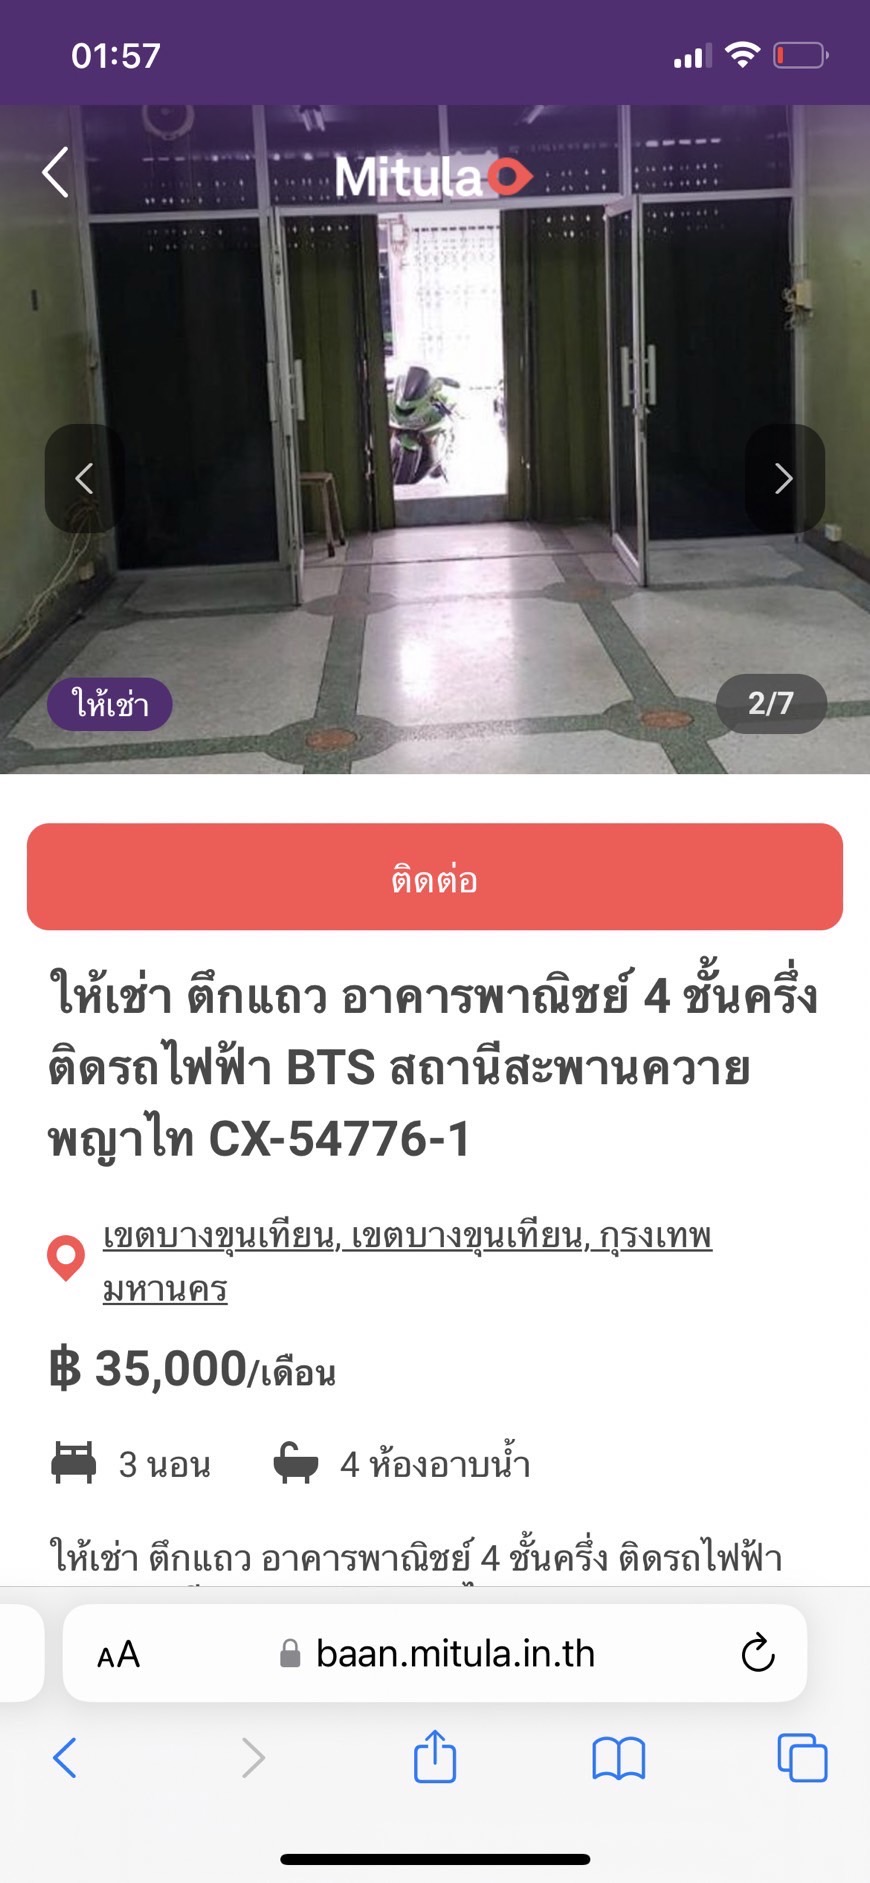 01:57
Mitula
ให้เช่า
2/7
ติดต่อ
ให้เช่า ตึกแถว อาคารพาณิชย์ 4 ชั้นครึ่ง
ติดรถไฟฟ้า BTS สถานีสะพานควาย
พญาไท CX-54776-1
เขตบางขุนเทียน, เขตบางขุนเทียน, กรุงเทพ
มหานคร
฿ 35,000/เดือน
3 นอน
4 ห้องอาบน้ำ
ให้เช่า ตึกแถว อาคารพาณิชย์ 4 ชั้นครึ่ง ติดรถไฟฟ้า
AA
baan.mitula.in.th